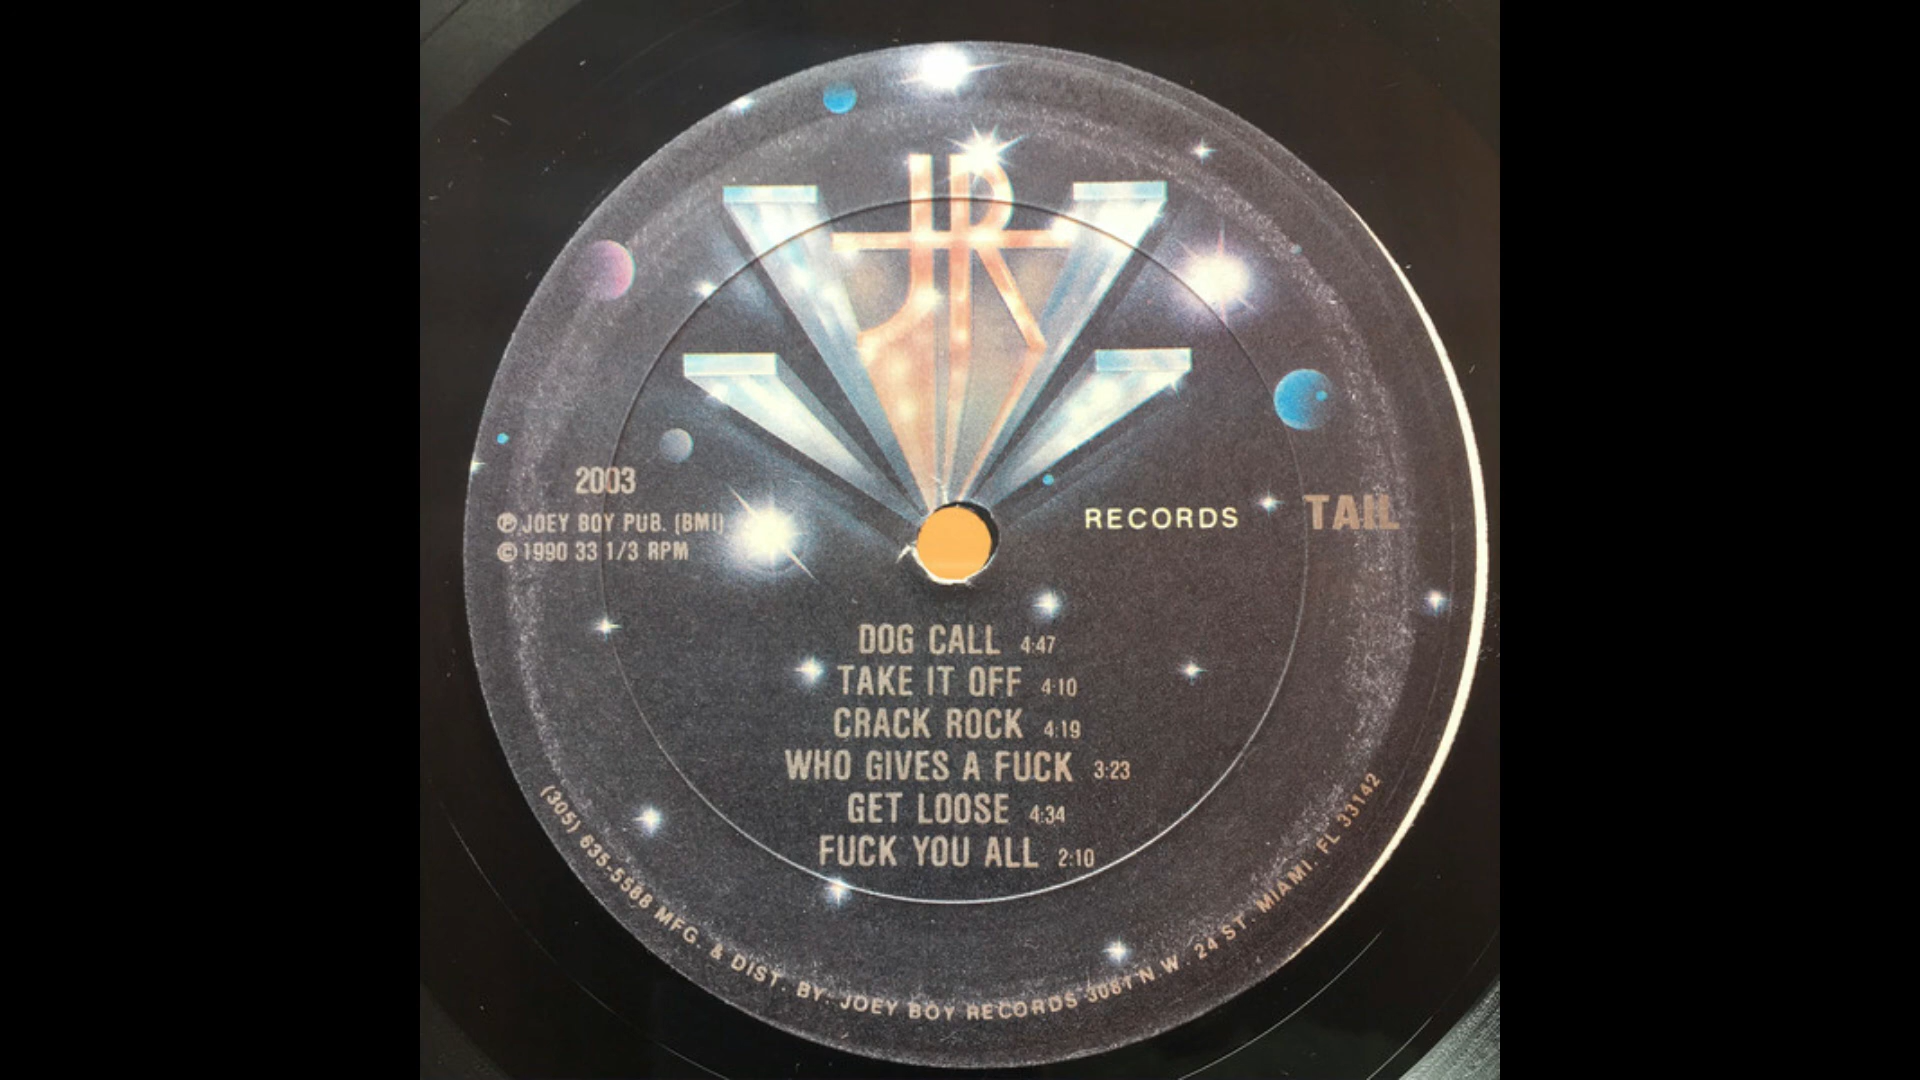 JR
RECORDS
TAIL
2003
℗ JOEY BOY PUB. (BMI)
© 1990 33 1/3 RPM
DOG CALL 4:47
TAKE IT OFF 4:10
CRACK ROCK 4:19
WHO GIVES A FUCK 3:23
GET LOOSE 4:34
FUCK YOU ALL 2:10
(305) 635-5588 MFG. & DIST. BY: JOEY BOY RECORDS 3081 N.W. 24 ST. MIAMI, FL 33142